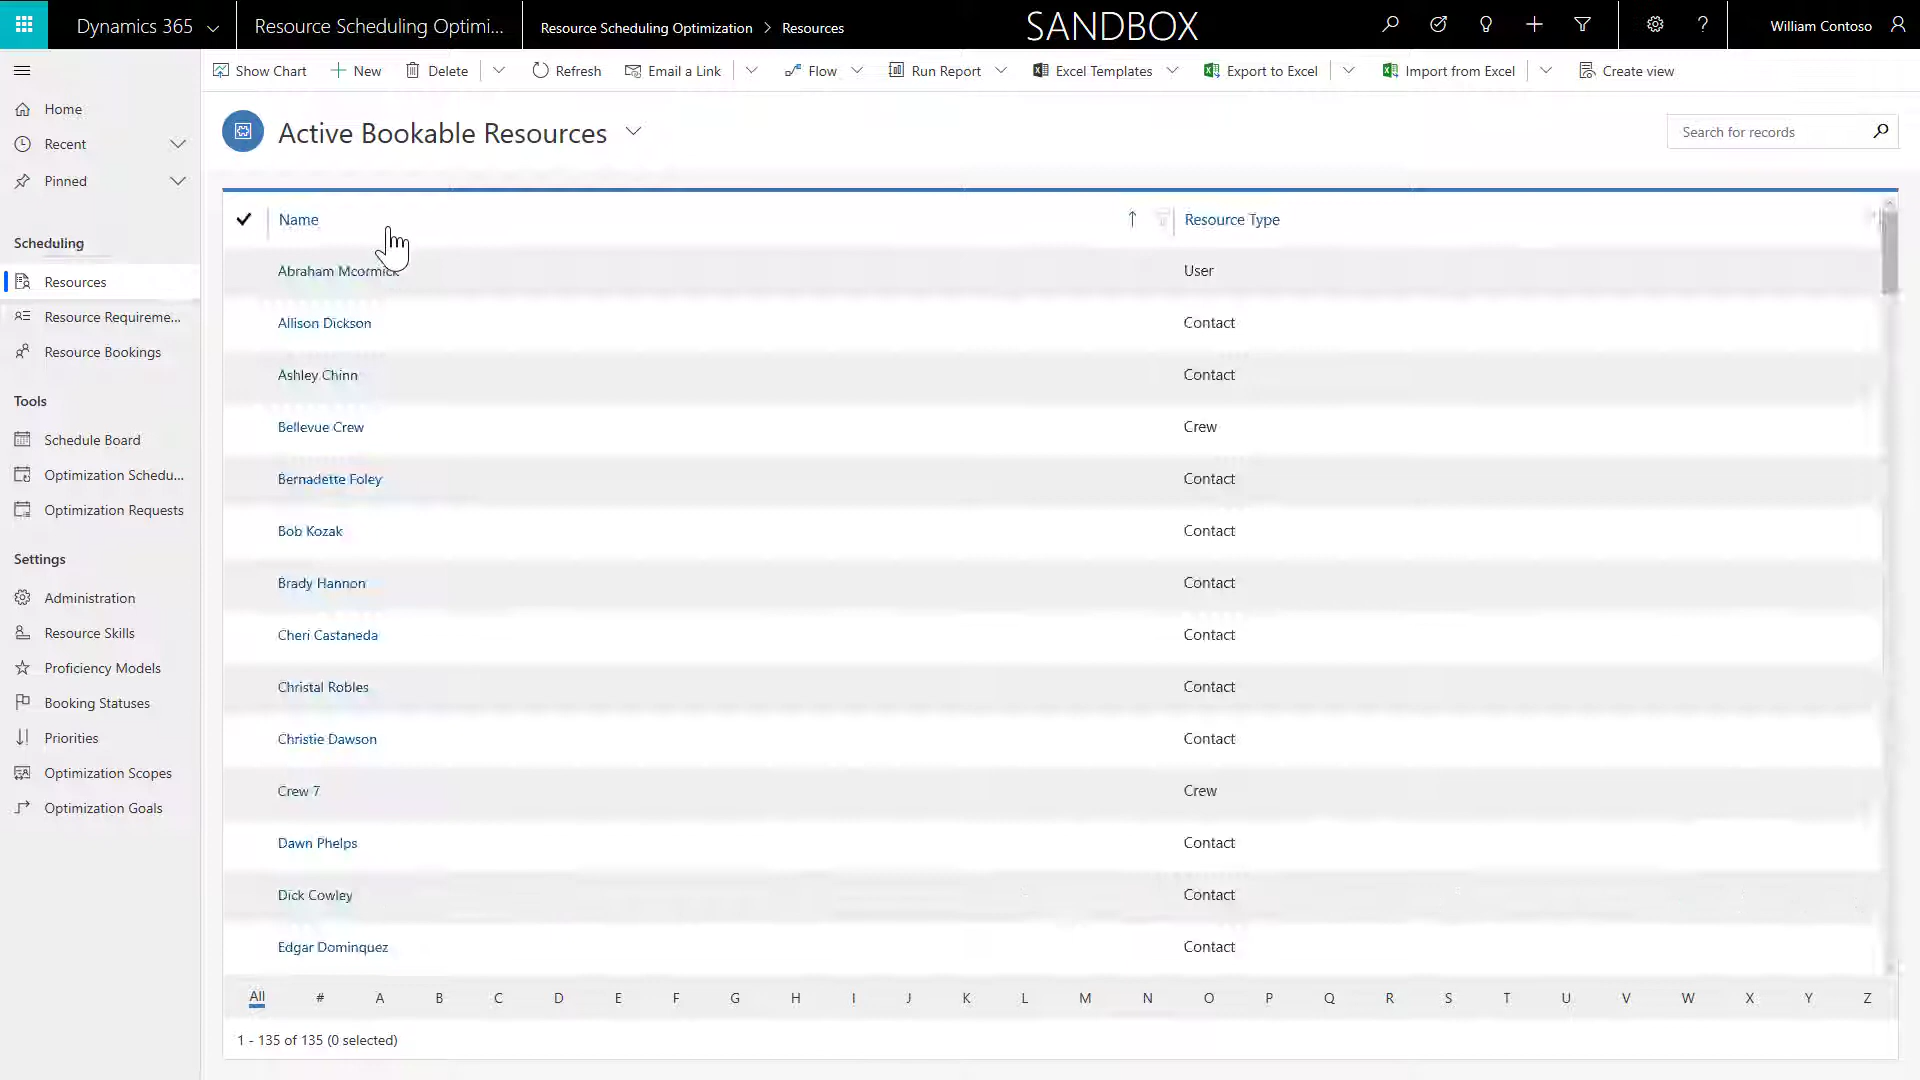 Dynamics 365
Resource Scheduling Optimi...
Resource Scheduling Optimization > Resources
SANDBOX
William Contoso
Show Chart
New
Delete
Refresh
Email a Link
Flow
Run Report
Excel Templates
Export to Excel
Import from Excel
Create view
Home
Recent
Pinned
Scheduling
Resources
Resource Requireme...
Resource Bookings
Tools
Schedule Board
Optimization Schedu...
Optimization Requests
Settings
Administration
Resource Skills
Proficiency Models
Booking Statuses
Priorities
Optimization Scopes
Optimization Goals
Active Bookable Resources
Search for records
Name Resource Type
Abraham Mcormick User
Allison Dickson Contact
Ashley Chinn Contact
Bellevue Crew Crew
Bernadette Foley Contact
Bob Kozak Contact
Brady Hannon Contact
Cheri Castaneda Contact
Christal Robles Contact
Christie Dawson Contact
Crew 7 Crew
Dawn Phelps Contact
Dick Cowley Contact
Edgar Dominquez Contact
All # A B C D E F G H I J K L M N O P Q R S T U V W X Y Z
1 - 135 of 135 (0 selected)